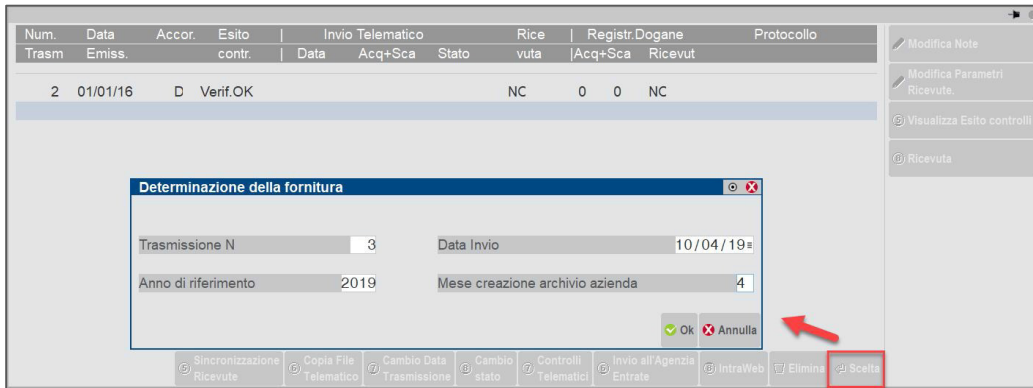 Num. Data Accor. Esito | Invio Telematico Rice | Registr.Dogane Protocollo
Trasm Emiss. contr. | Data Acq+Sca Stato vuta |Acq+Sca Ricevut
2 01/01/16 D Verif.OK NC 0 0 NC
Modifica Note
Modifica Parametri
Ricevute.
Visualizza Esito controlli
Ricevuta
Determinazione della fornitura
Trasmissione N 3 Data Invio 10/04/19
Anno di riferimento 2019 Mese creazione archivio azienda 4
Ok Annulla
Sincronizzazione
Ricevute
Copia File
Telematico
Cambio Data
Trasmissione
Cambio
stato
Controlli
Telematici
Invio all'Agenzia
Entrate
IntraWeb
Elimina
Scelta